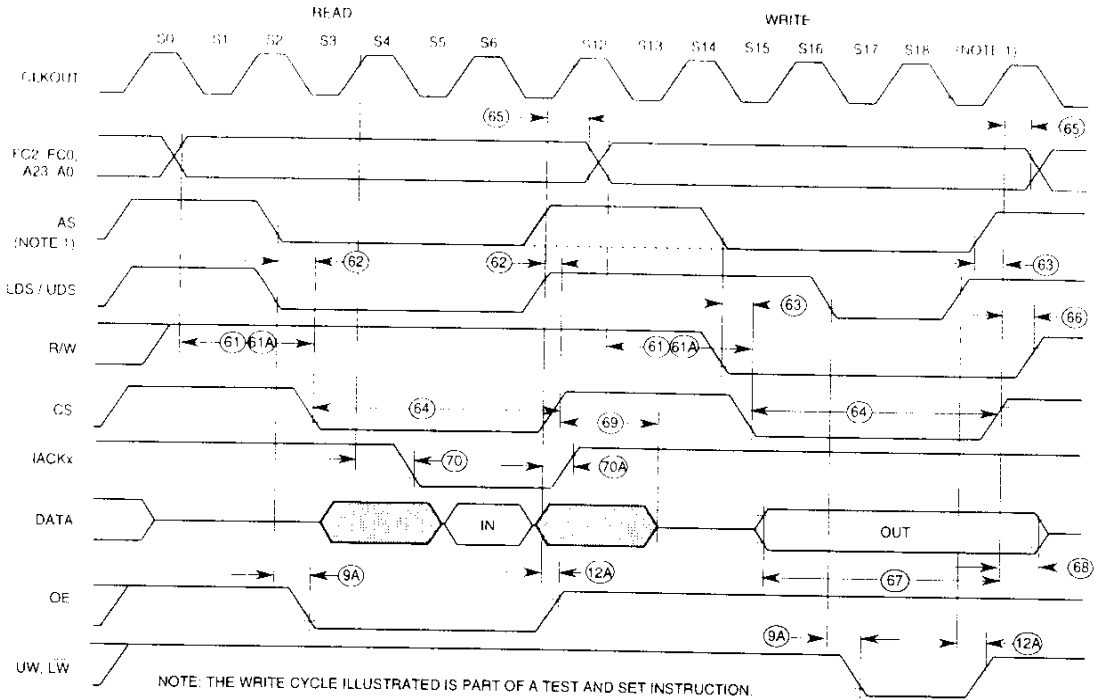 READ WRITE
S0 S1 S2 S3 S4 S5 S6 S12 S13 S14 S15 S16 S17 S18 (NOTE 1)
CLKOUT
65 65
FC2 FC0,
A23 A0
AS
(NOTE 1)
62 62 63
LDS / UDS
63 66
R/W
61 61A 61 61A
CS
64 69 64
IACKx
70 70A
DATA
IN OUT
9A 12A 67 68
OE
9A 12A
UW, LW
NOTE: THE WRITE CYCLE ILLUSTRATED IS PART OF A TEST AND SET INSTRUCTION.